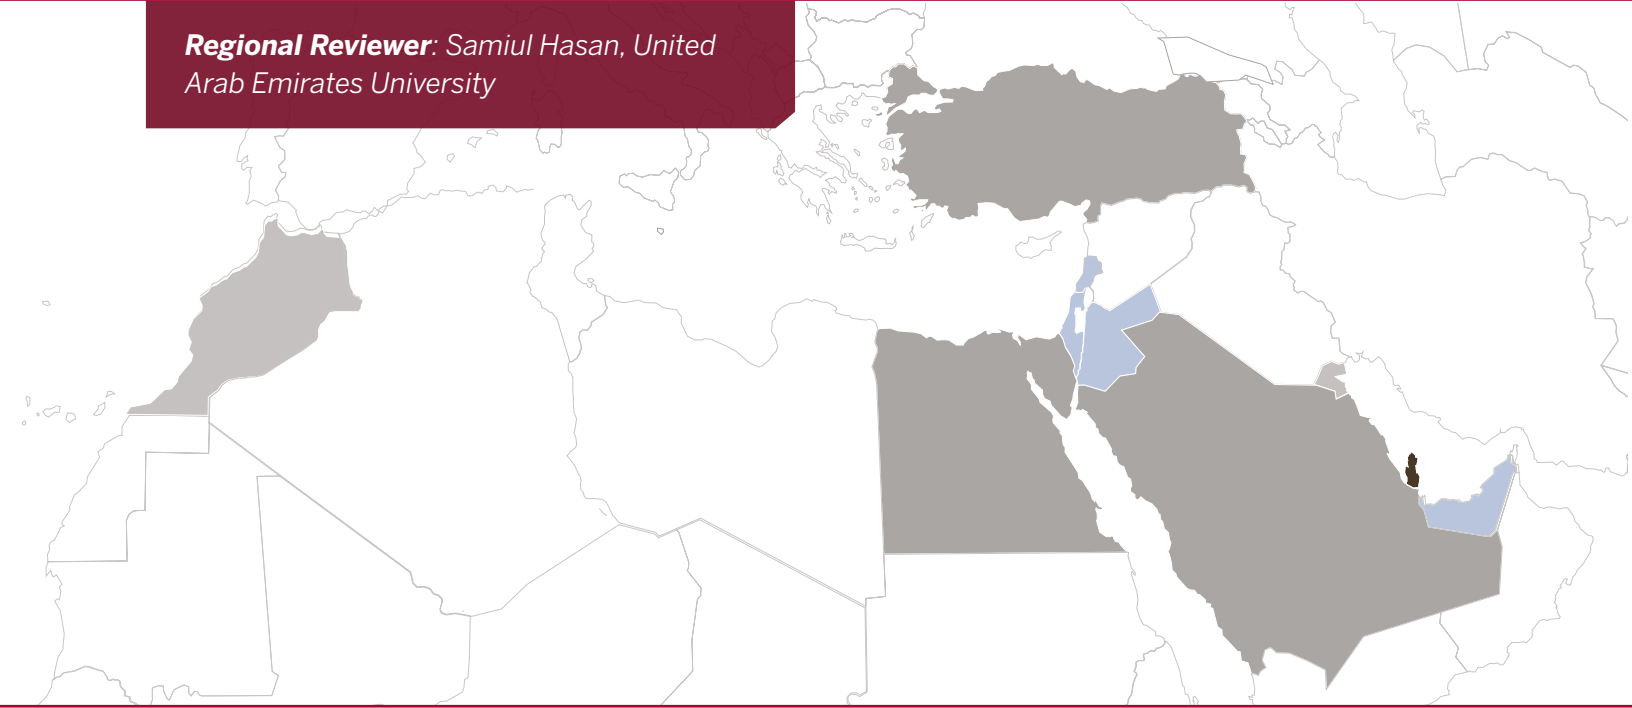 Regional Reviewer: Samiul Hasan, United
Arab Emirates University